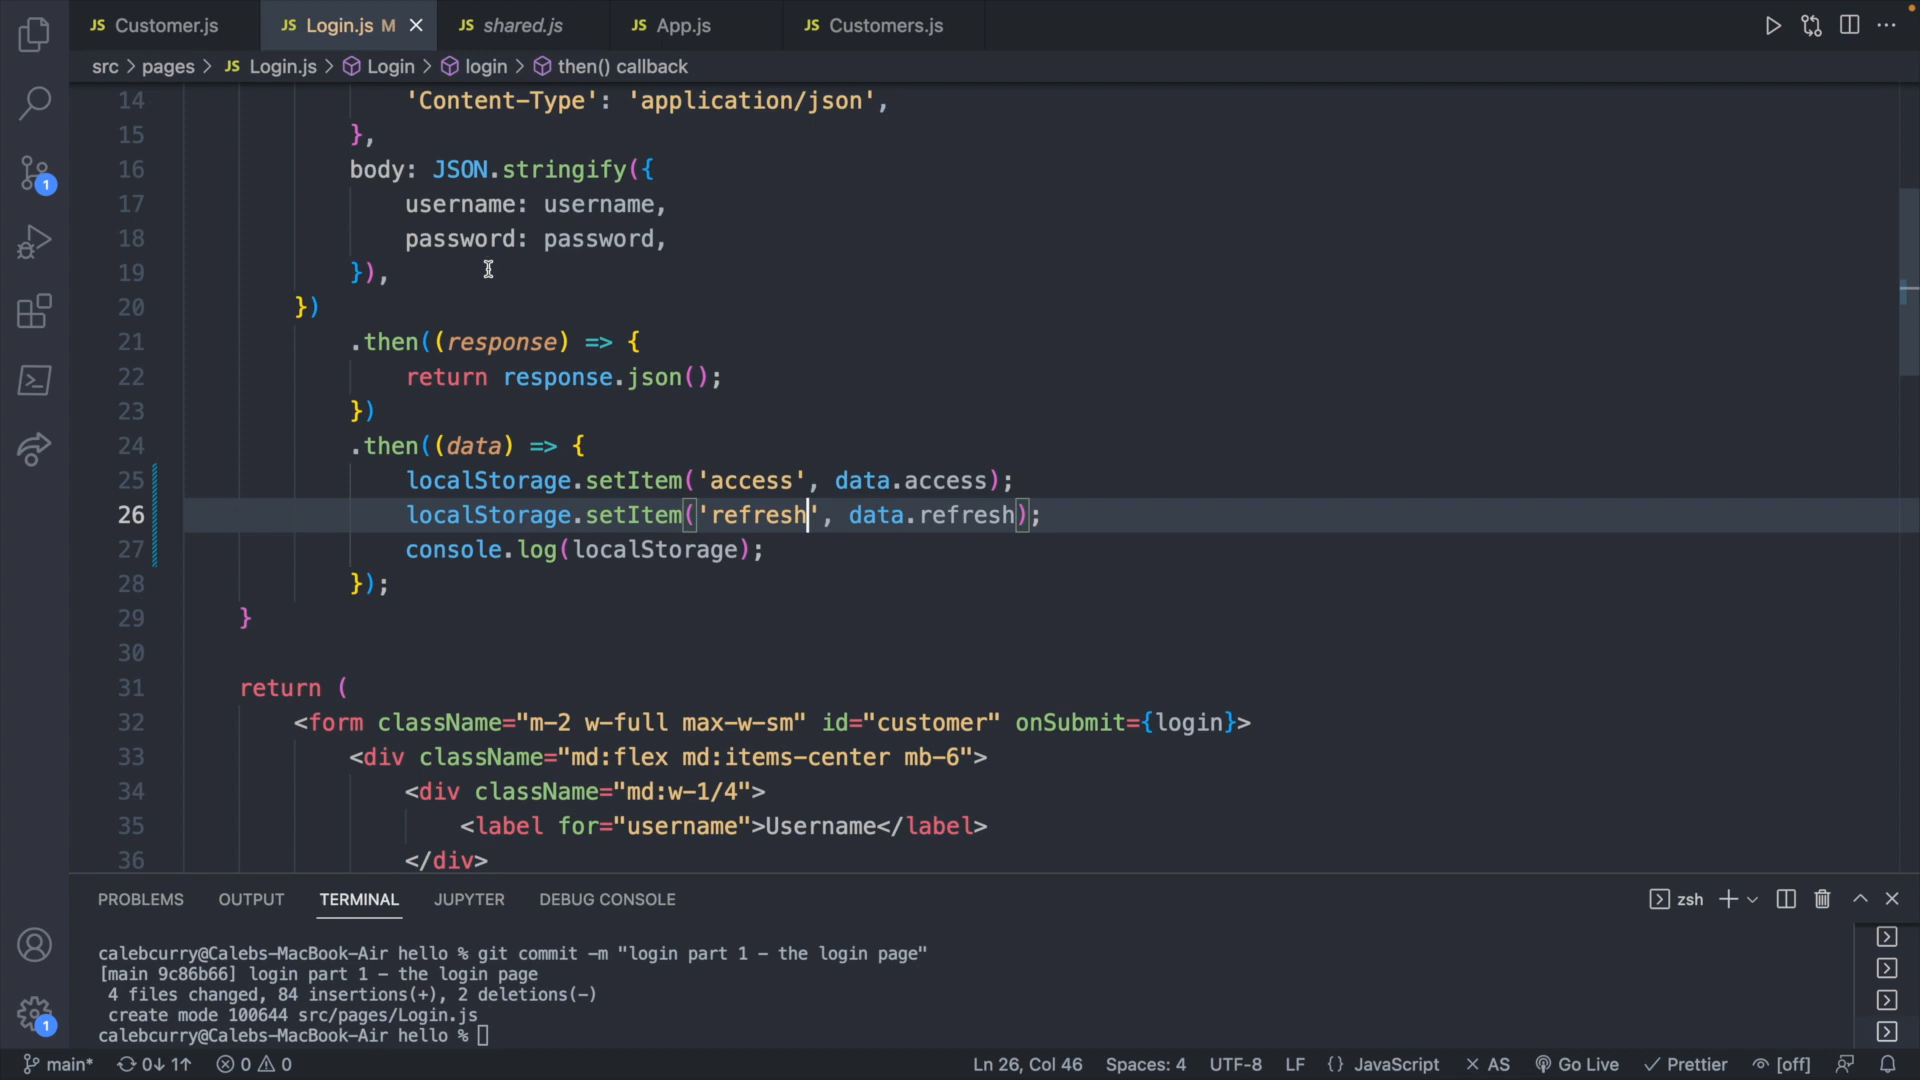 JS Customer.js JS Login.js M JS shared.js JS App.js JS Customers.js
src > pages > JS Login.js > Login > login > then() callback
14 'Content-Type': 'application/json',
15 },
16 body: JSON.stringify({
17 username: username,
18 password: password,
19 }),
20 })
21 .then((response) => {
22 return response.json();
23 })
24 .then((data) => {
25 localStorage.setItem('access', data.access);
26 localStorage.setItem('refresh', data.refresh);
27 console.log(localStorage);
28 });
29 }
30
31 return (
32 <form className="m-2 w-full max-w-sm" id="customer" onSubmit={login}>
33 <div className="md:flex md:items-center mb-6">
34 <div className="md:w-1/4">
35 <label for="username">Username</label>
36 </div>
1
PROBLEMS OUTPUT TERMINAL JUPYTER DEBUG CONSOLE zsh
calebcurry@Calebs-MacBook-Air hello % git commit -m "login part 1 - the login page"
[main 9c86b66] login part 1 - the login page
4 files changed, 84 insertions(+), 2 deletions(-)
create mode 100644 src/pages/Login.js
calebcurry@Calebs-MacBook-Air hello %
1
main* 0↓ 1↑ 0 0 Ln 26, Col 46 Spaces: 4 UTF-8 LF {} JavaScript × AS Go Live ✓ Prettier [off]